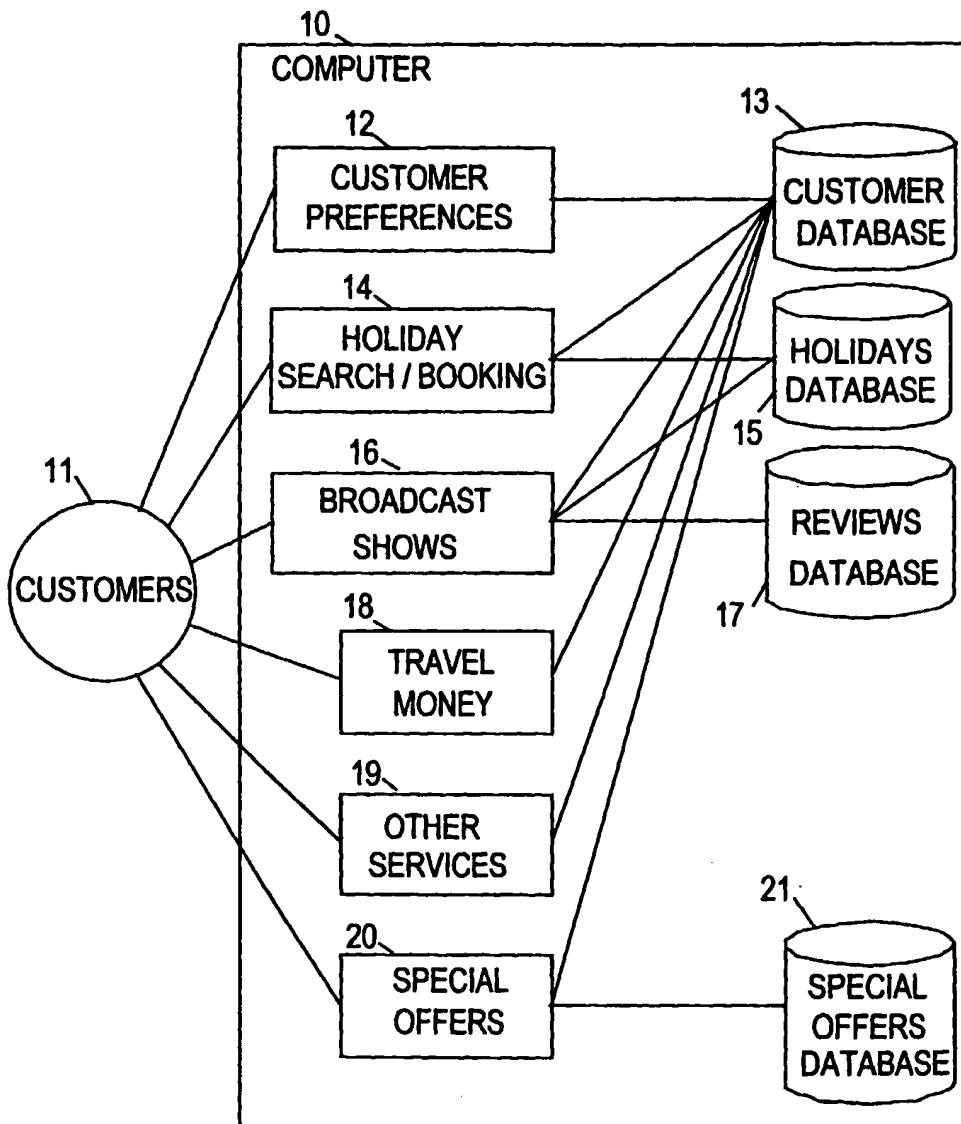 10
COMPUTER
12
CUSTOMER
PREFERENCES
13
CUSTOMER
DATABASE
14
HOLIDAY
SEARCH / BOOKING
HOLIDAYS
DATABASE
15
11
CUSTOMERS
16
BROADCAST
SHOWS
REVIEWS
DATABASE
17
18
TRAVEL
MONEY
19
OTHER
SERVICES
20
SPECIAL
OFFERS
21
SPECIAL
OFFERS
DATABASE